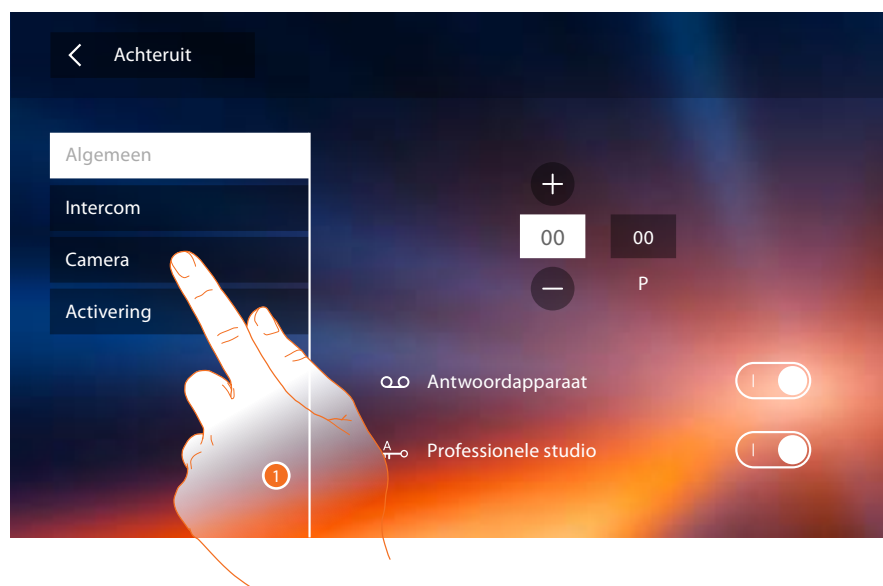 Achteruit
Algemeen
Intercom
Camera
Activering
00 00
P
Antwoordapparaat
A Professionele studio
1